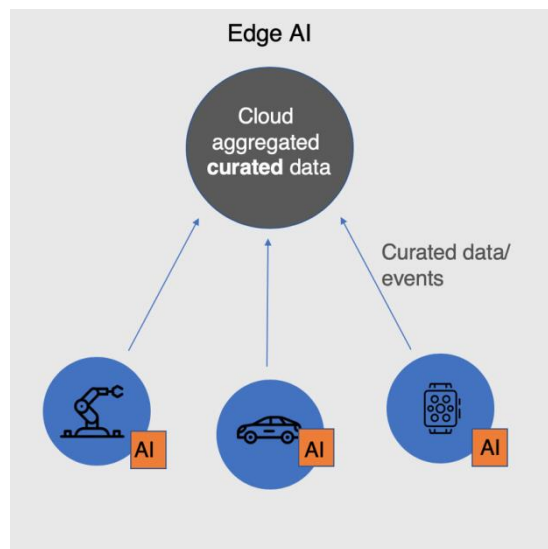 Edge AI
Cloud
aggregated
curated data
Curated data/
events
AI
AI
AI